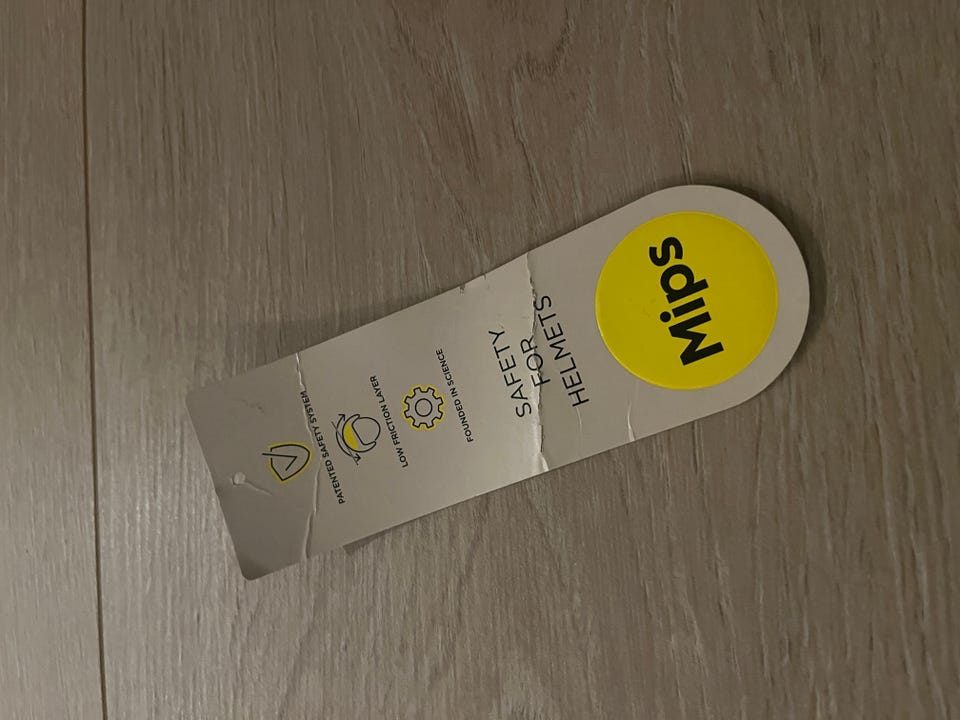 PATENTED SAFETY SYSTEM
LOW FRICTION LAYER
FOUNDED IN SCIENCE
SAFETY
FOR
HELMETS
Mips